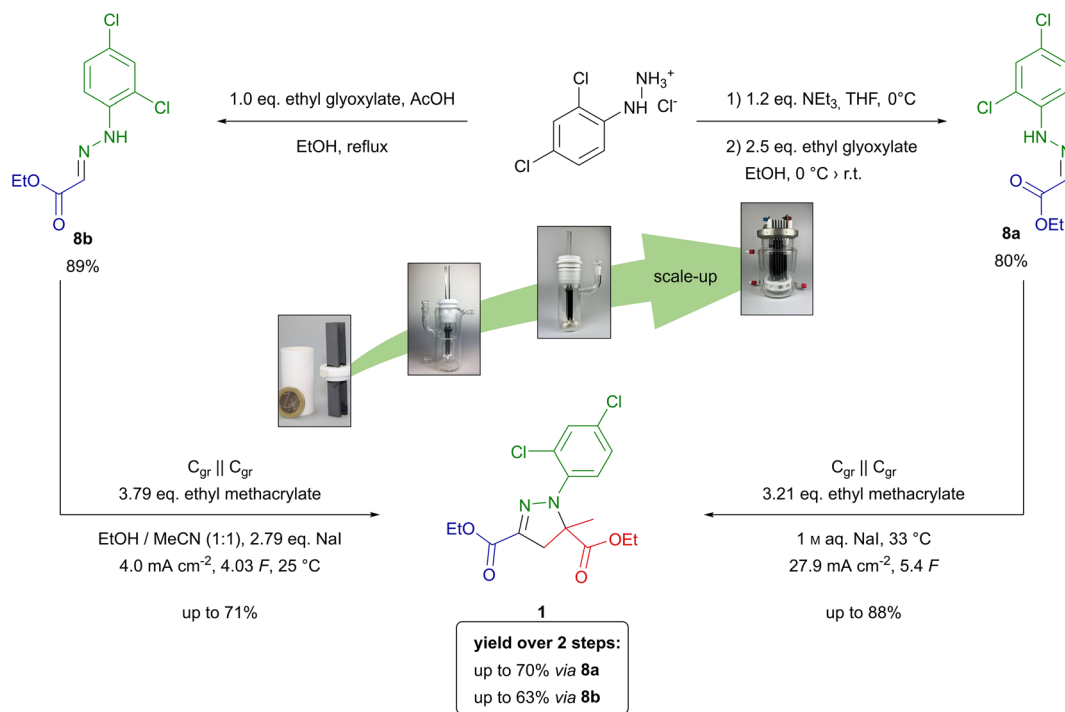 Cl
Cl
NH
N
EtO
O
8b
89%
1.0 eq. ethyl glyoxylate, AcOH
EtOH, reflux
Cl
Cl
NH
NH₃⁺
Cl⁻
1) 1.2 eq. NEt₃, THF, 0°C
2) 2.5 eq. ethyl glyoxylate
EtOH, 0 °C › r.t.
Cl
Cl
NH
N
O
OEt
8a
80%
scale-up
C_gr || C_gr
3.79 eq. ethyl methacrylate
EtOH / MeCN (1:1), 2.79 eq. NaI
4.0 mA cm⁻², 4.03 F, 25 °C
up to 71%
Cl
Cl
N
N
EtO
O
OEt
O
1
C_gr || C_gr
3.21 eq. ethyl methacrylate
1 M aq. NaI, 33 °C
27.9 mA cm⁻², 5.4 F
up to 88%
yield over 2 steps:
up to 70% via 8a
up to 63% via 8b